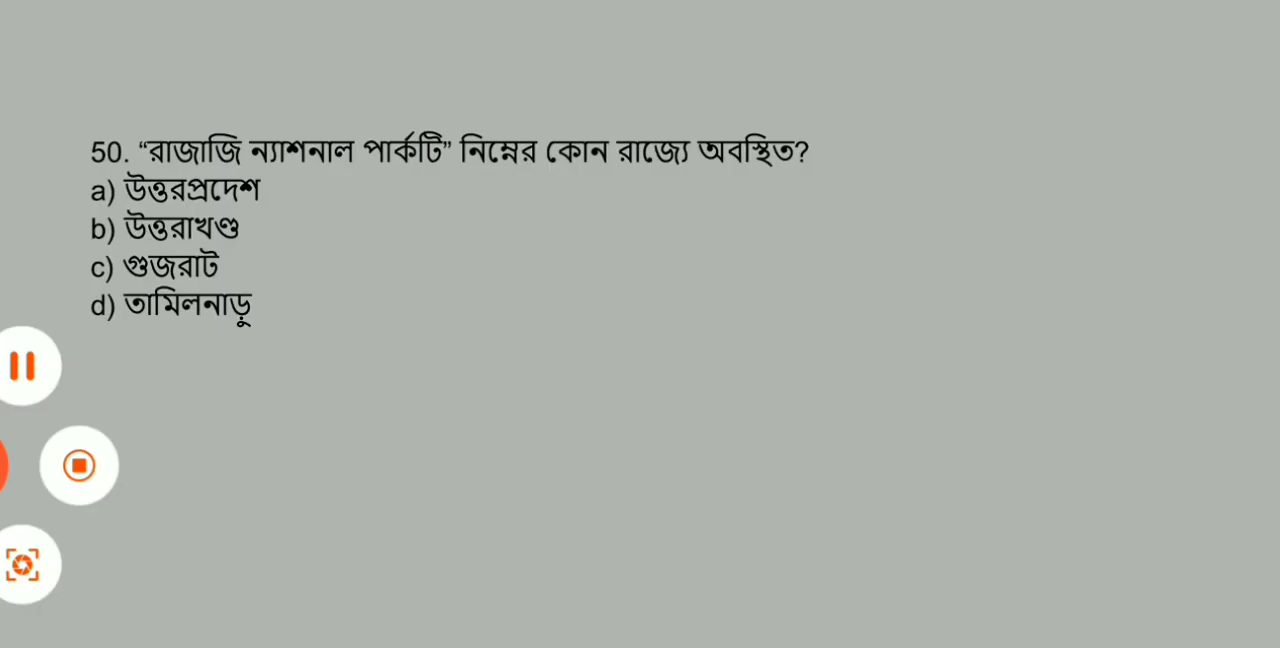 50. “রাজাজি ন্যাশনাল পার্কটি” নিম্নের কোন রাজ্যে অবস্থিত?
a) উত্তরপ্রদেশ
b) উত্তরাখণ্ড
c) গুজরাট
d) তামিলনাড়ু